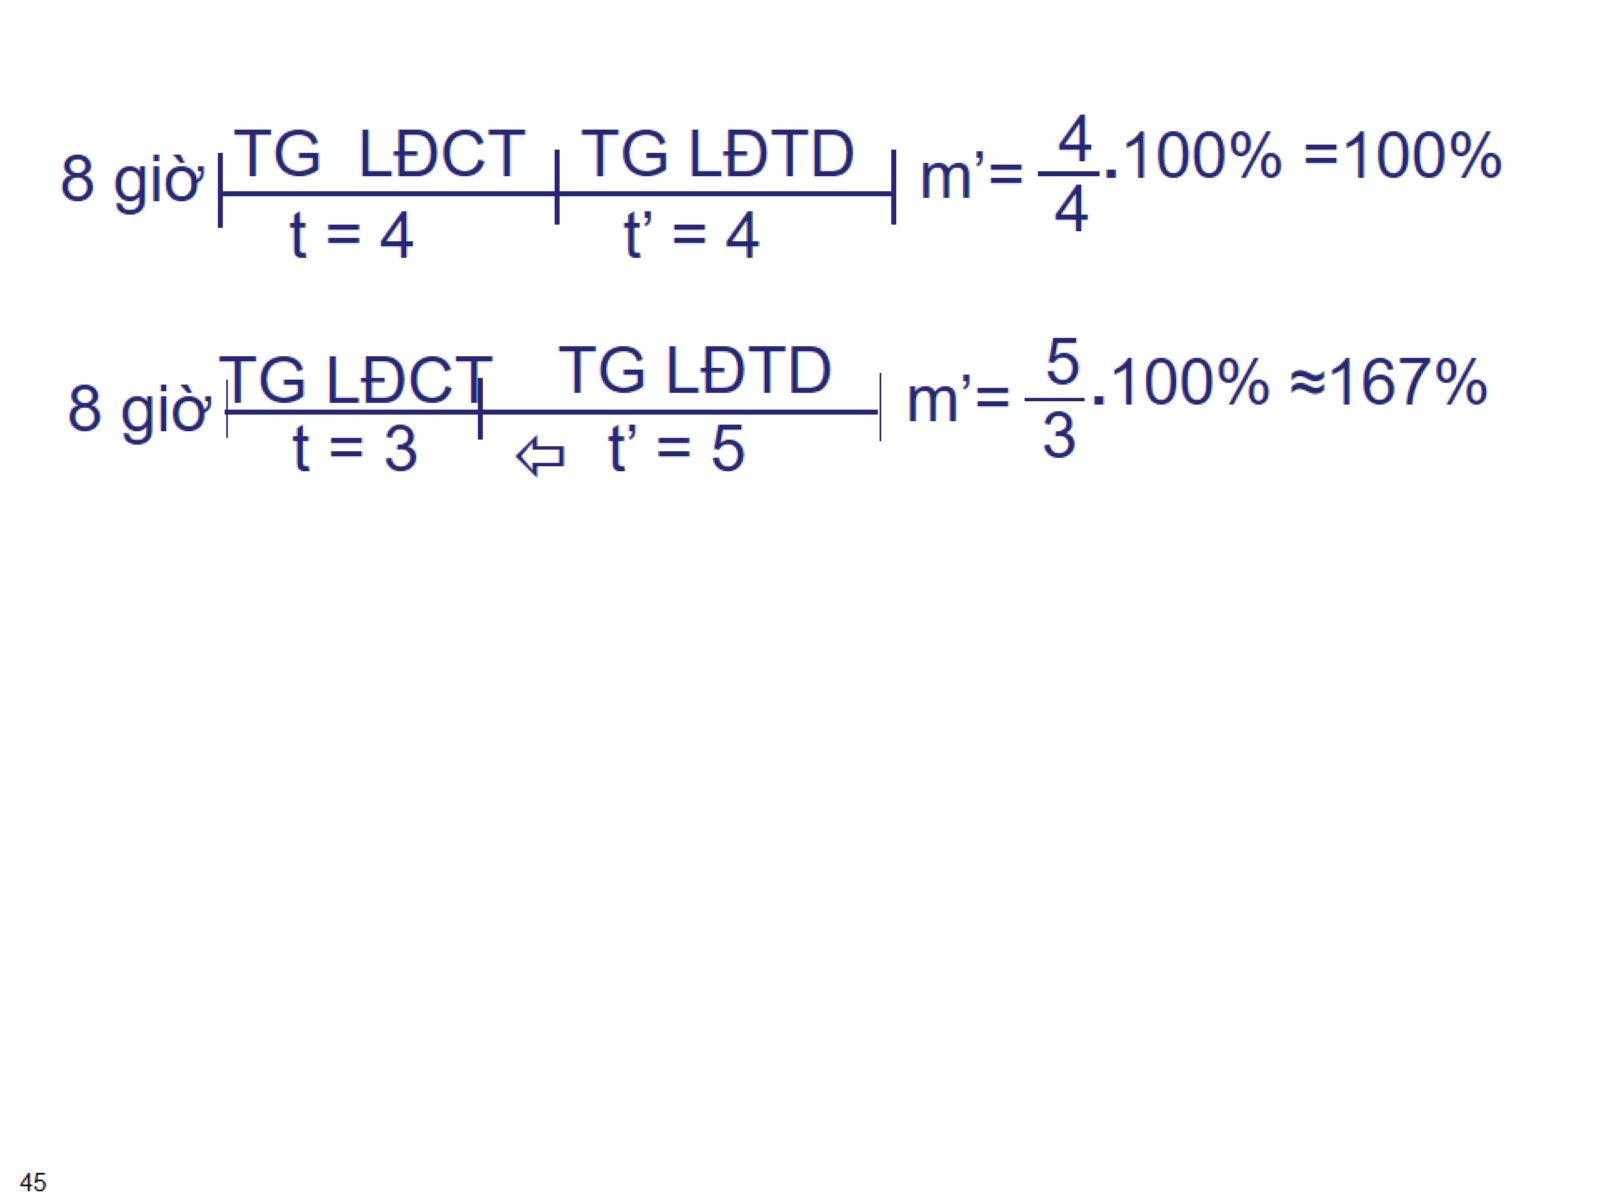 8 giờ TG LĐCT TG LĐTD m’= 4/4 .100% =100%
t = 4 t’ = 4
8 giờ TG LĐCT TG LĐTD m’= 5/3 .100% ≈167%
t = 3 ⇦ t’ = 5
45